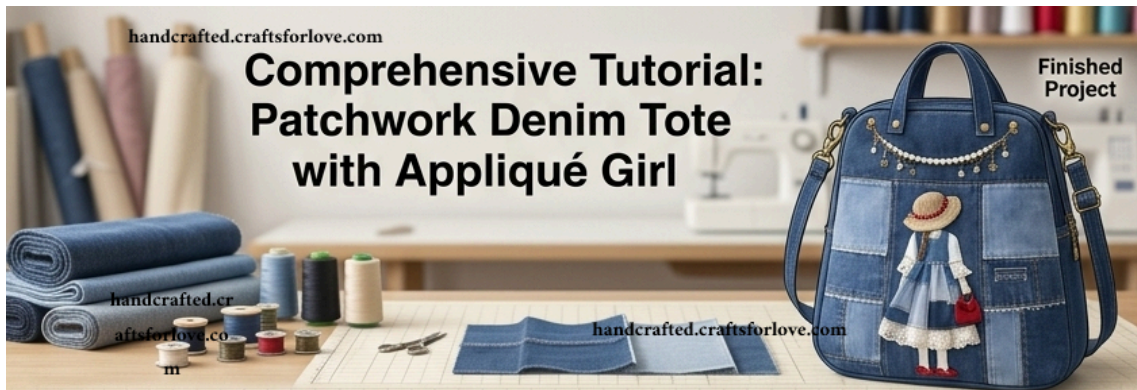 handcrafted.craftsforlove.com
Comprehensive Tutorial:
Patchwork Denim Tote
with Appliqué Girl
Finished
Project
handcrafted.cr
aftsforlove.co
m
handcrafted.craftsforlove.com